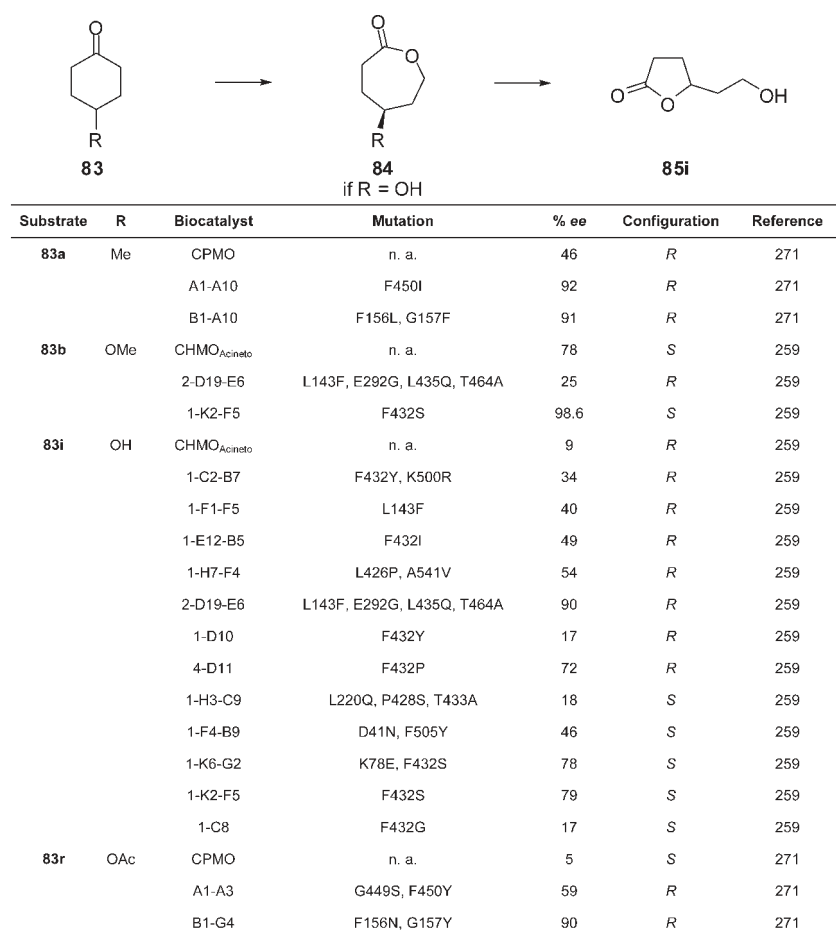 O
O
O
O
O
OH
R
R
83
84
85i
if R = OH
Substrate R Biocatalyst Mutation % ee Configuration Reference
83a Me CPMO n. a. 46 R 271
A1-A10 F450I 92 R 271
B1-A10 F156L, G157F 91 R 271
83b OMe CHMOAcineto n. a. 78 S 259
2-D19-E6 L143F, E292G, L435Q, T464A 25 R 259
1-K2-F5 F432S 98.6 S 259
83i OH CHMOAcineto n. a. 9 R 259
1-C2-B7 F432Y, K500R 34 R 259
1-F1-F5 L143F 40 R 259
1-E12-B5 F432I 49 R 259
1-H7-F4 L426P, A541V 54 R 259
2-D19-E6 L143F, E292G, L435Q, T464A 90 R 259
1-D10 F432Y 17 R 259
4-D11 F432P 72 R 259
1-H3-C9 L220Q, P428S, T433A 18 S 259
1-F4-B9 D41N, F505Y 46 S 259
1-K6-G2 K78E, F432S 78 S 259
1-K2-F5 F432S 79 S 259
1-C8 F432G 17 S 259
83r OAc CPMO n. a. 5 S 271
A1-A3 G449S, F450Y 59 R 271
B1-G4 F156N, G157Y 90 R 271